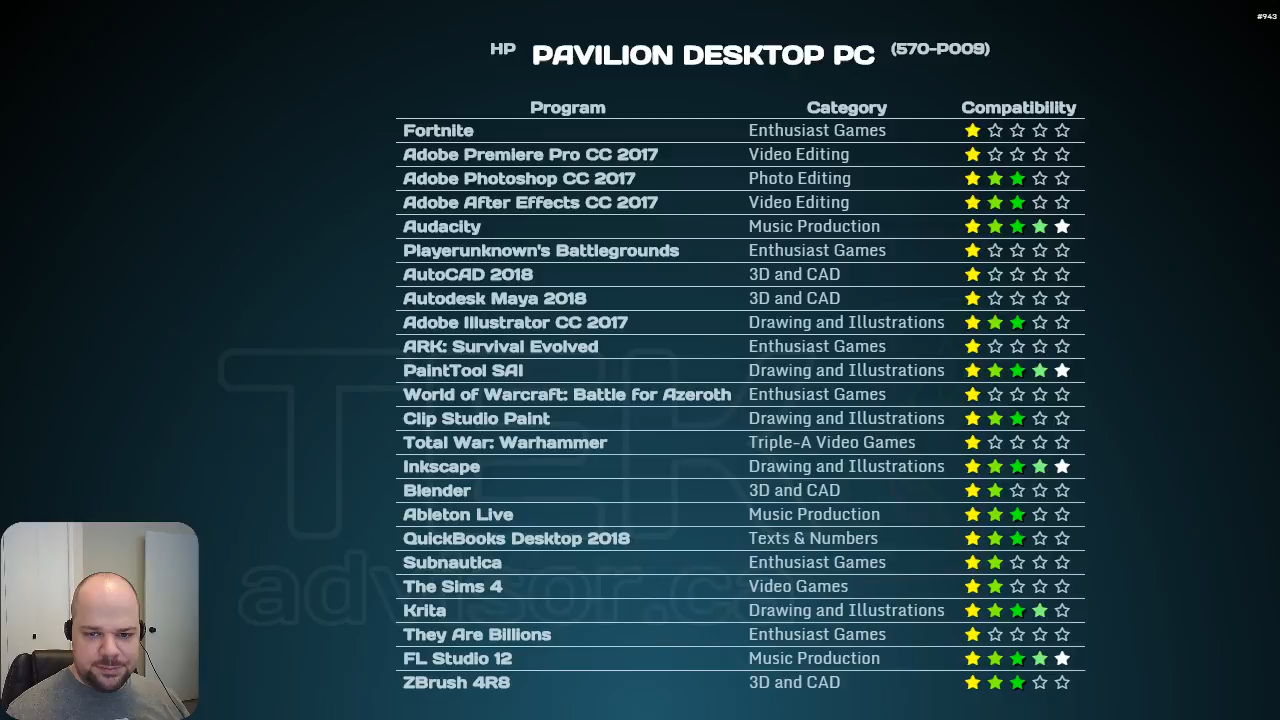 #943
HP PAVILION DESKTOP PC (570-P009)
Program Category Compatibility
Fortnite Enthusiast Games
Adobe Premiere Pro CC 2017 Video Editing
Adobe Photoshop CC 2017 Photo Editing
Adobe After Effects CC 2017 Video Editing
Audacity Music Production
Playerunknown's Battlegrounds Enthusiast Games
AutoCAD 2018 3D and CAD
Autodesk Maya 2018 3D and CAD
Adobe Illustrator CC 2017 Drawing and Illustrations
ARK: Survival Evolved Enthusiast Games
PaintTool SAI Drawing and Illustrations
World of Warcraft: Battle for Azeroth Enthusiast Games
Clip Studio Paint Drawing and Illustrations
Total War: Warhammer Triple-A Video Games
Inkscape Drawing and Illustrations
Blender 3D and CAD
Ableton Live Music Production
QuickBooks Desktop 2018 Texts & Numbers
Subnautica Enthusiast Games
The Sims 4 Video Games
Krita Drawing and Illustrations
They Are Billions Enthusiast Games
FL Studio 12 Music Production
ZBrush 4R8 3D and CAD